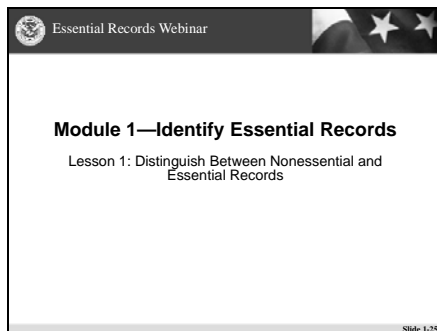 Essential Records Webinar
Module 1—Identify Essential Records
Lesson 1: Distinguish Between Nonessential and
Essential Records
Slide 1-25